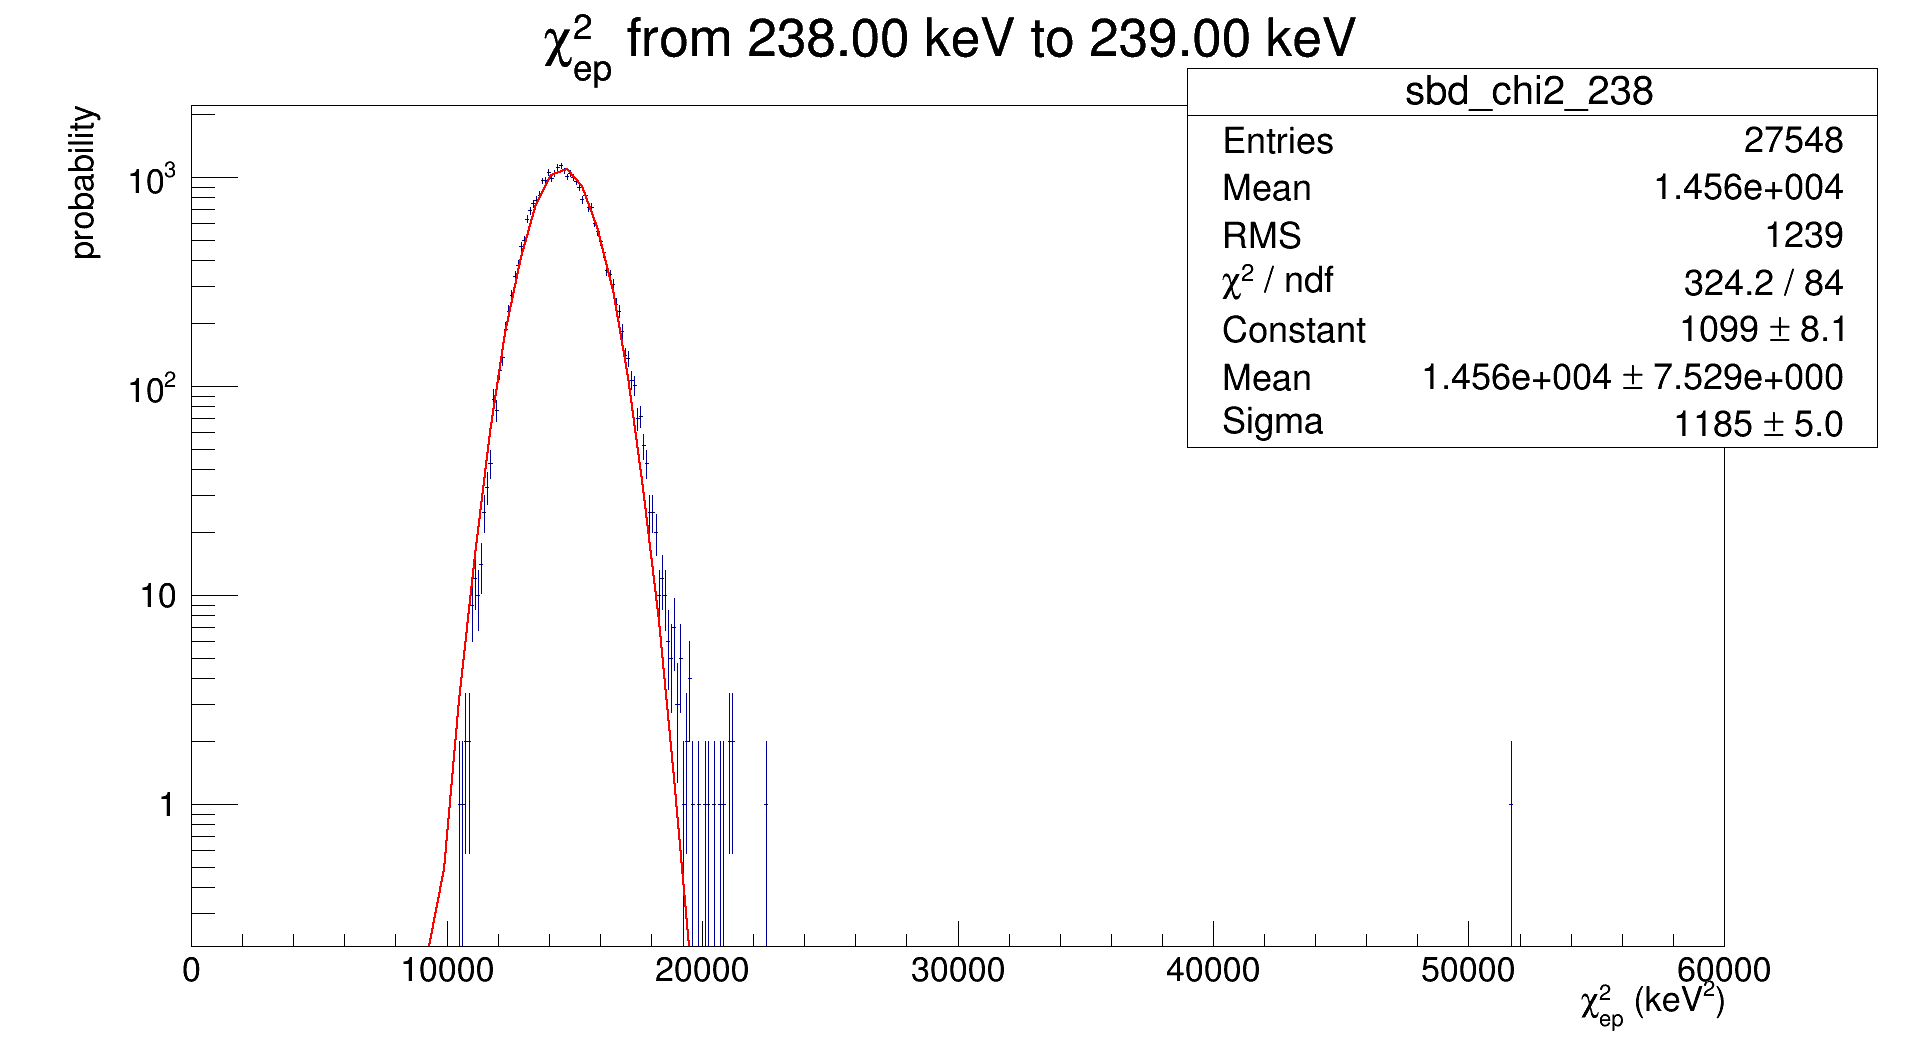 χ²ep from 238.00 keV to 239.00 keV
sbd_chi2_238
Entries 27548
Mean 1.456e+004
RMS 1239
χ² / ndf 324.2 / 84
Constant 1099 ± 8.1
Mean 1.456e+004 ± 7.529e+000
Sigma 1185 ± 5.0
probability
10³
10²
10
1
0 10000 20000 30000 40000 50000 60000
χ²ep (keV²)